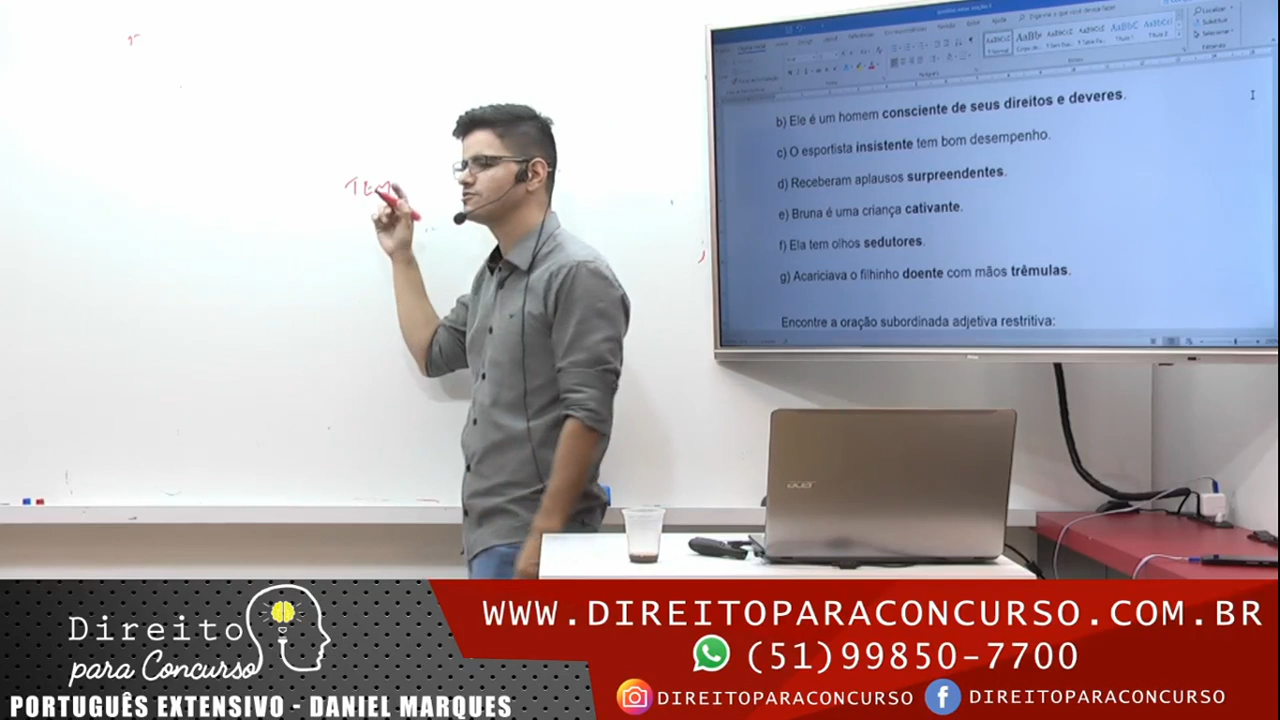 TEM
b) Ele é um homem consciente de seus direitos e deveres.
c) O esportista insistente tem bom desempenho.
d) Receberam aplausos surpreendentes.
e) Bruna é uma criança cativante.
f) Ela tem olhos sedutores.
g) Acariciava o filhinho doente com mãos trêmulas.
Encontre a oração subordinada adjetiva restritiva:
acer
Direito
para Concurso
PORTUGUÊS EXTENSIVO - DANIEL MARQUES
WWW.DIREITOPARACONCURSO.COM.BR
(51)99850-7700
DIREITOPARACONCURSO
DIREITOPARACONCURSO